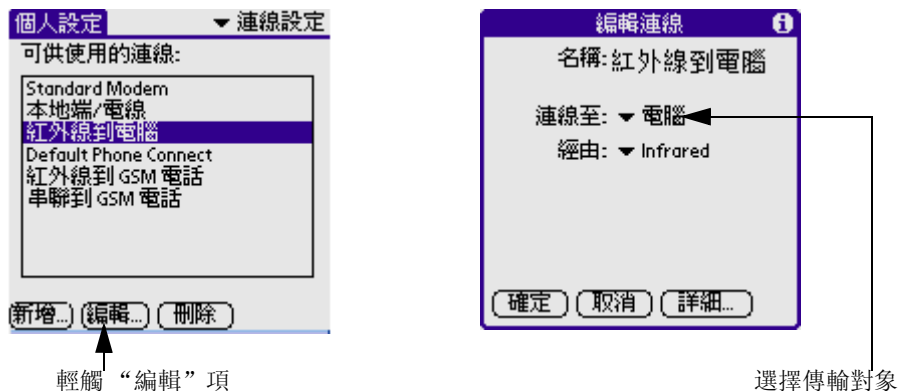 個人設定 ▼ 連線設定
可供使用的連線:
Standard Modem
本地端/電線
紅外線到電腦
Default Phone Connect
紅外線到 GSM 電話
串聯到 GSM 電話
新增... 編輯... 刪除
輕觸 “編輯” 項
編輯連線
名稱: 紅外線到電腦
連線至: ▼ 電腦
經由: ▼ Infrared
確定 取消 詳細...
選擇傳輸對象